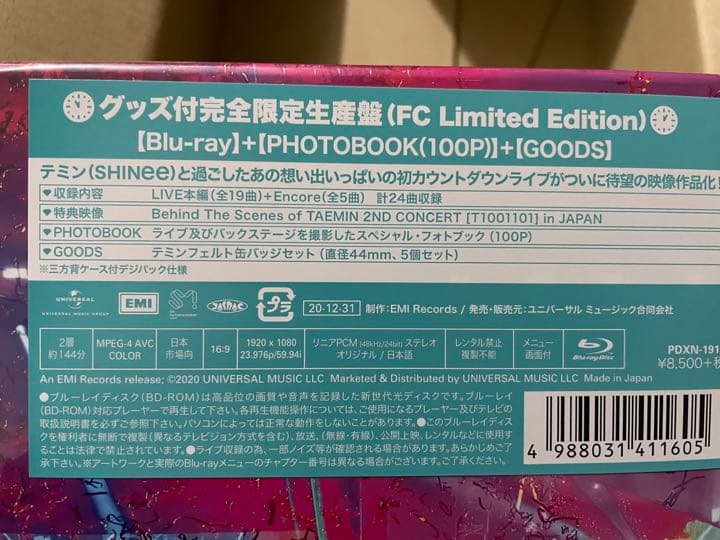 グッズ付完全限定生産盤(FC Limited Edition)
【Blu-ray】+【PHOTOBOOK(100P)】+【GOODS】
テミン(SHINee)と過ごしたあの想い出いっぱいの初カウントダウンライブがついに待望の映像作品化!
♥収録内容 LIVE本編(全19曲)+Encore(全5曲) 計24曲収録
♥特典映像 Behind The Scenes of TAEMIN 2ND CONCERT [T1001101] in JAPAN
♥PHOTOBOOK ライブ及びバックステージを撮影したスペシャル・フォトブック (100P)
♥GOODS テミンフェルト缶バッジセット (直径44mm、5個セット)
※三方背ケース付デジパック仕様
UNIVERSAL UNIVERSAL MUSIC GROUP EMI JASRAC プラ 20·12·31 制作:EMI Records / 発売・販売元:ユニバーサル ミュージック合同会社
2層 約144分 MPEG-4 AVC COLOR 日本市場向 16:9 1920 x 1080 23.976p/59.94i リニアPCM (48kHz/24bit) ステレオ オリジナル / 日本語 レンタル禁止 複製不能 メニュー画面付 Blu-ray Disc PDXN-191
¥8,500+
An EMI Records release; ©2020 UNIVERSAL MUSIC LLC Marketed & Distributed by UNIVERSAL MUSIC LLC Made in Japan
●ブルーレイディスク(BD-ROM)は高品位の画質や音声を記録した新世代光ディスクです。ブルーレイ
(BD-ROM)対応プレーヤーで再生して下さい。各再生機能操作については、ご使用になるプレーヤー及びテレビの
取扱説明書を必ずご参照下さい。パソコンによっては正常な動作をしないことがあります。●このブルーレイディス
クを権利者に無断で複製(異なるテレビジョン方式を含む)、放送、(無線・有線)、公開上映、レンタルなどに使用す
ることは法律で禁止されています。●ライブ収録の為、一部ノイズ等が確認される場合があります。あらかじめご了
承下さい。※アートワークと実際のBlu-rayメニューのチャプター番号は異なる場合がございます。ご了承下さい。
4 988031 411605